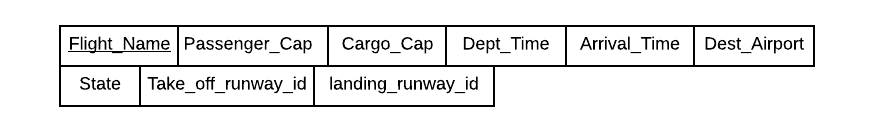 Flight_Name Passenger_Cap Cargo_Cap Dept_Time Arrival_Time Dest_Airport
State Take_off_runway_id landing_runway_id